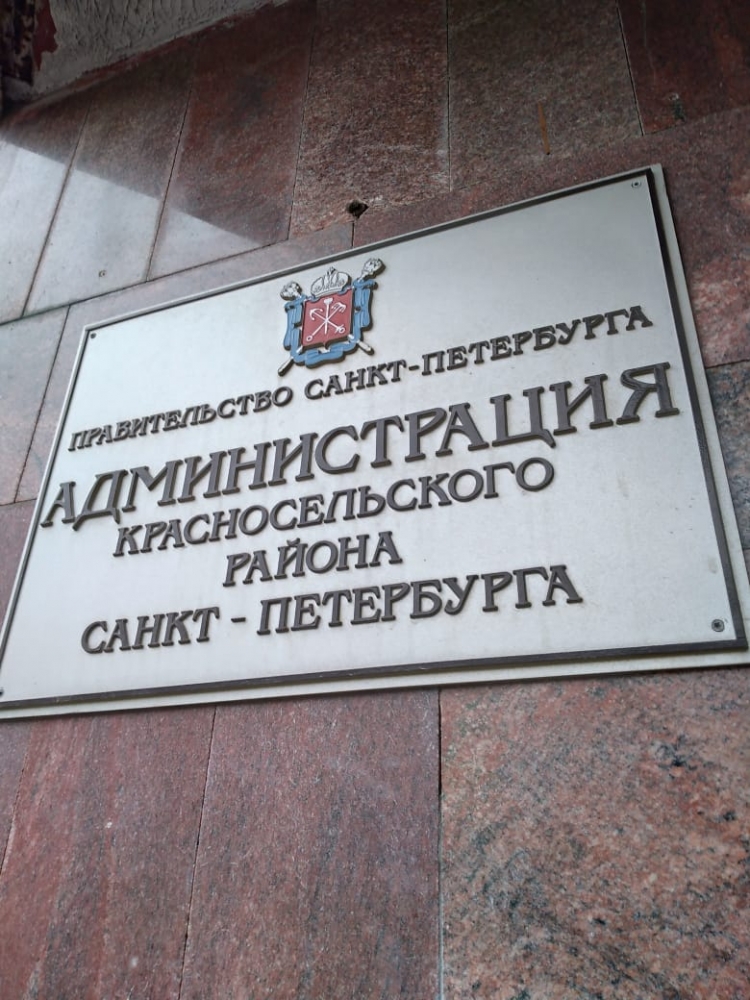 ПРАВИТЕЛЬСТВО САНКТ-ПЕТЕРБУРГА
АДМИНИСТРАЦИЯ
КРАСНОСЕЛЬСКОГО
РАЙОНА
САНКТ - ПЕТЕРБУРГА